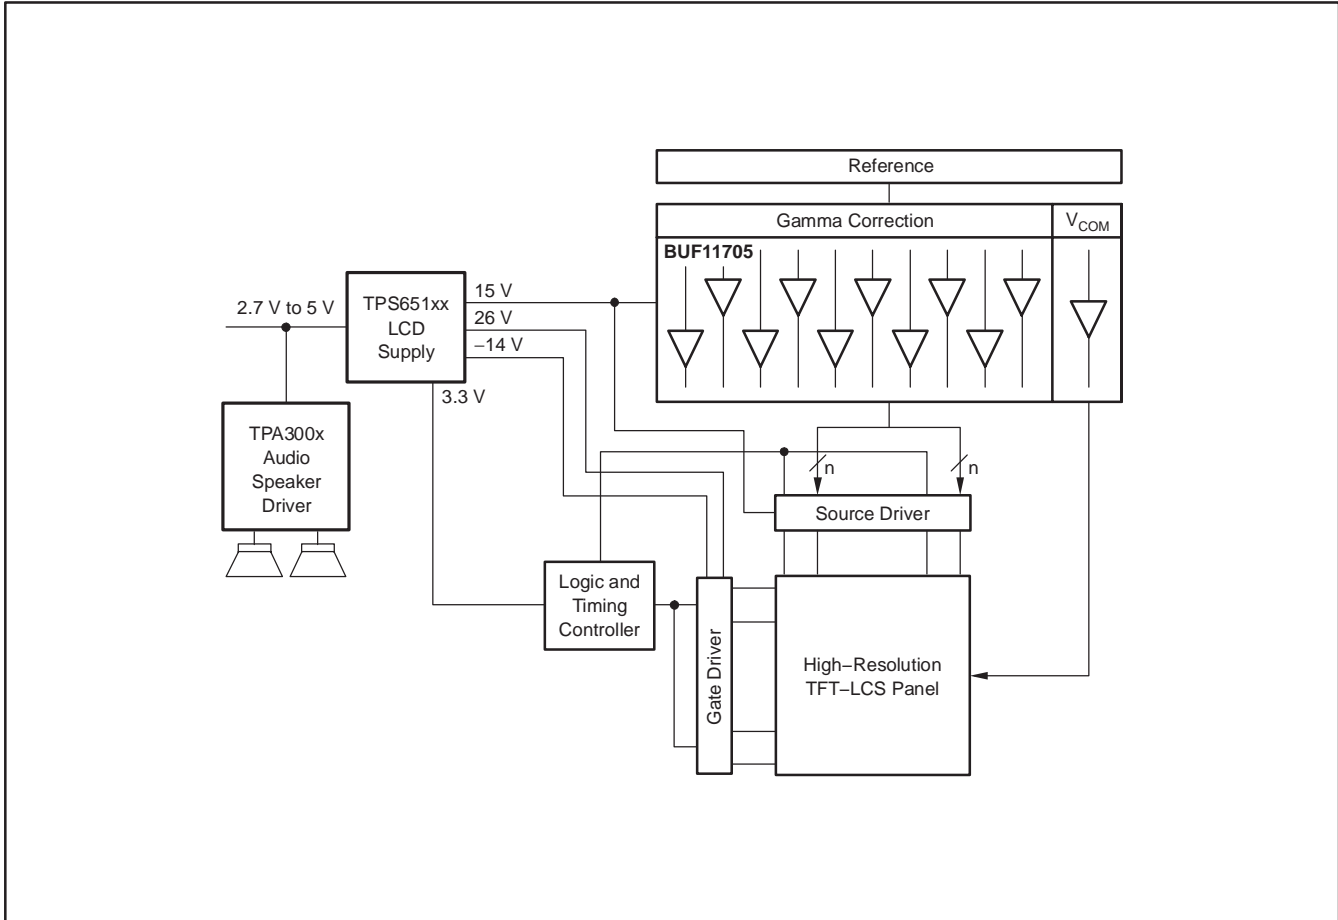 Reference
Gamma Correction
VCOM
BUF11705
2.7 V to 5 V
TPS651xx
LCD
Supply
15 V
26 V
–14 V
3.3 V
TPA300x
Audio
Speaker
Driver
n
n
Source Driver
Logic and
Timing
Controller
Gate Driver
High–Resolution
TFT–LCS Panel